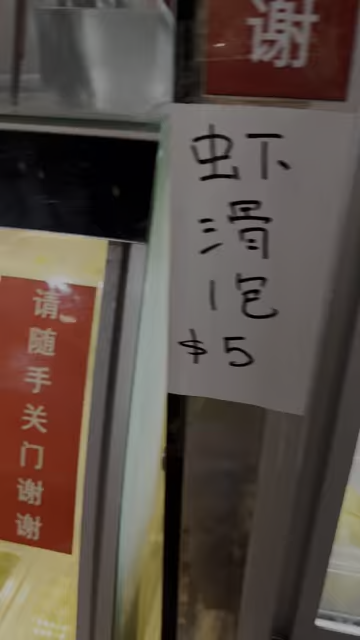 谢
虾
滑
1包
$5
请
随
手
关
门
谢
谢